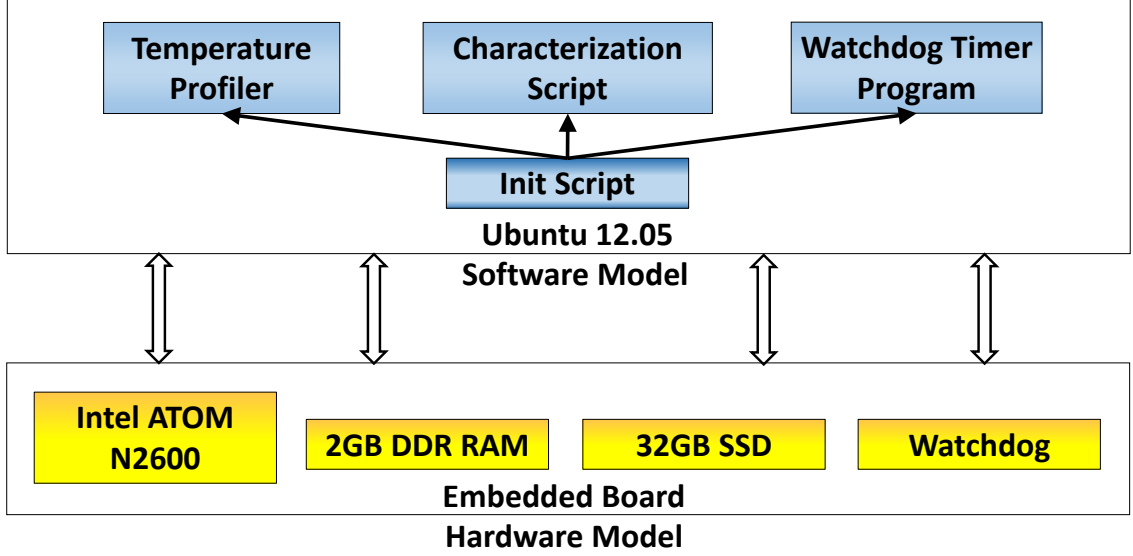 Temperature
Profiler
Characterization
Script
Watchdog Timer
Program
Init Script
Ubuntu 12.05
Software Model
Intel ATOM
N2600
2GB DDR RAM
32GB SSD
Watchdog
Embedded Board
Hardware Model